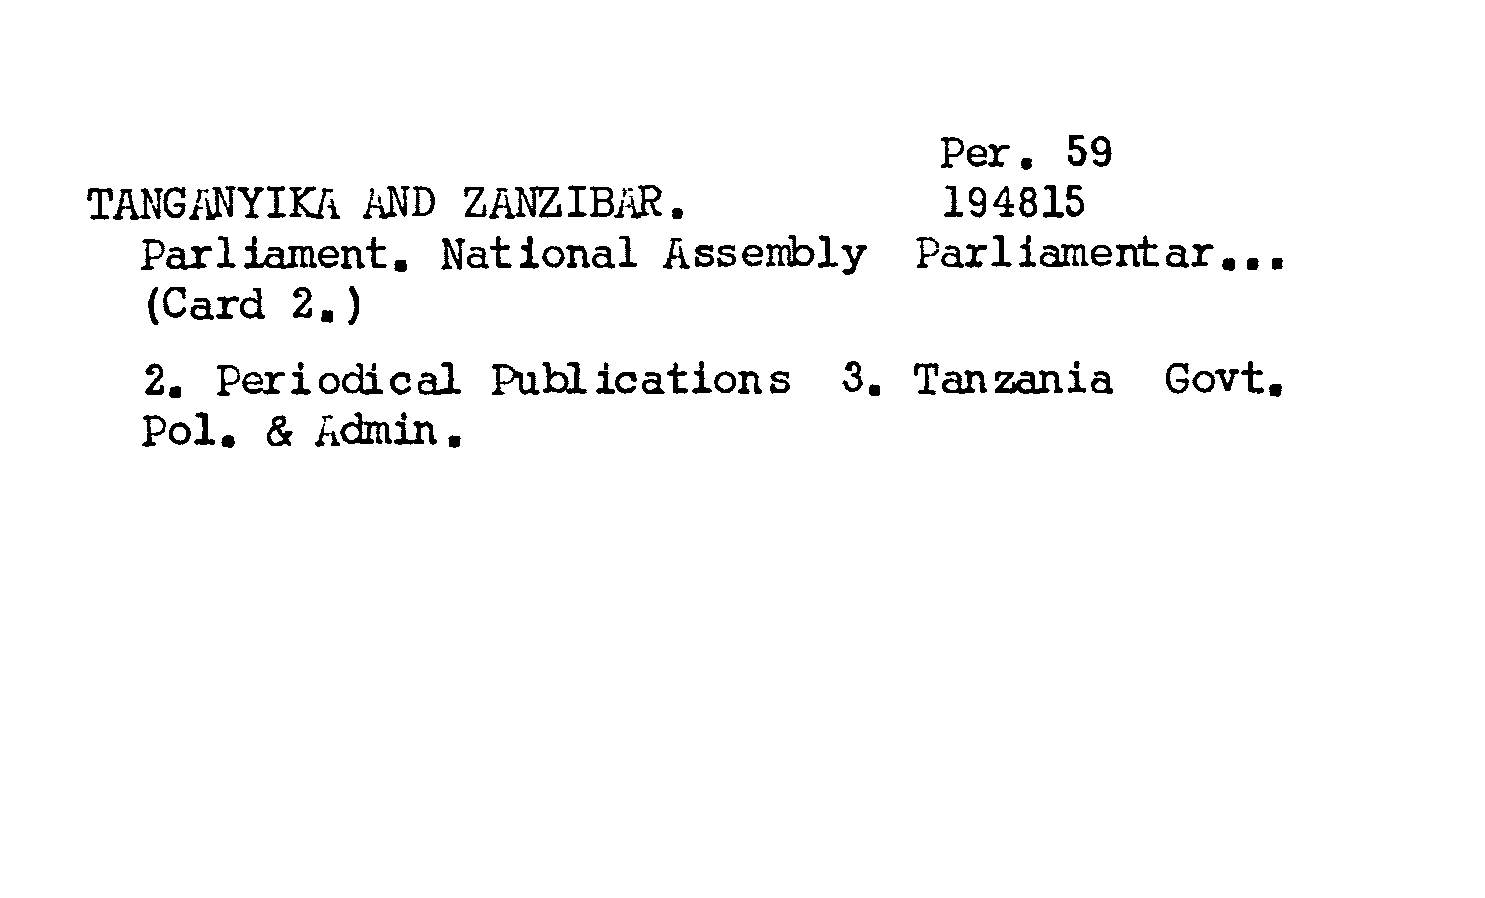 Per. 59
TANGANYIKA AND ZANZIBAR. 194815
Parliament. National Assembly Parliamentar...
(Card 2.)
2. Periodical Publications 3. Tanzania Govt.
Pol. & Admin.